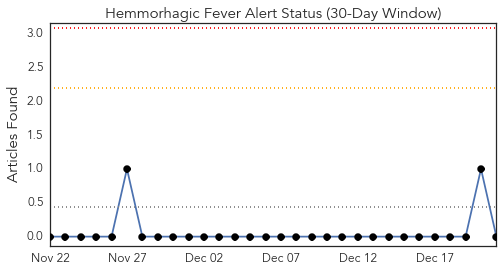 Hemmorhagic Fever Alert Status (30-Day Window)
Articles Found
3.0
2.5
2.0
1.5
1.0
0.5
0.0
Nov 22 Nov 27 Dec 02 Dec 07 Dec 12 Dec 17